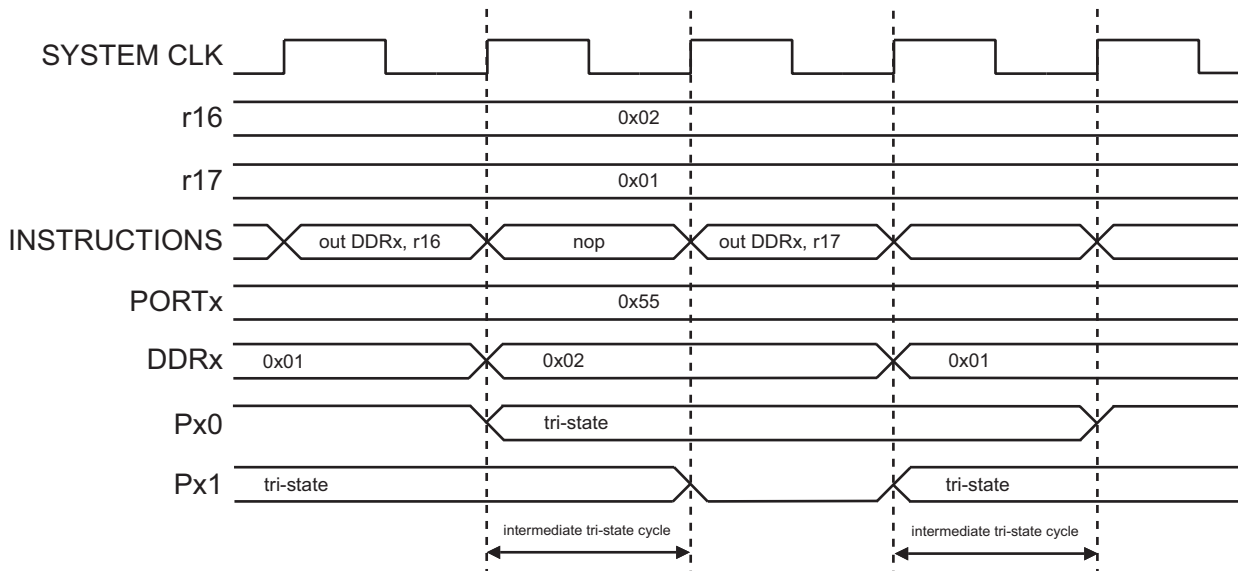 SYSTEM CLK
r16 0x02
r17 0x01
INSTRUCTIONS out DDRx, r16 nop out DDRx, r17
PORTx 0x55
DDRx 0x01 0x02 0x01
Px0 tri-state
Px1 tri-state tri-state
intermediate tri-state cycle intermediate tri-state cycle